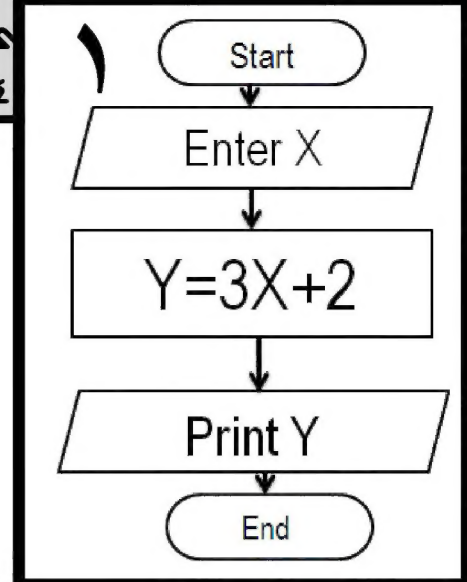 ١
Start
Enter X
Y=3X+2
Print Y
End